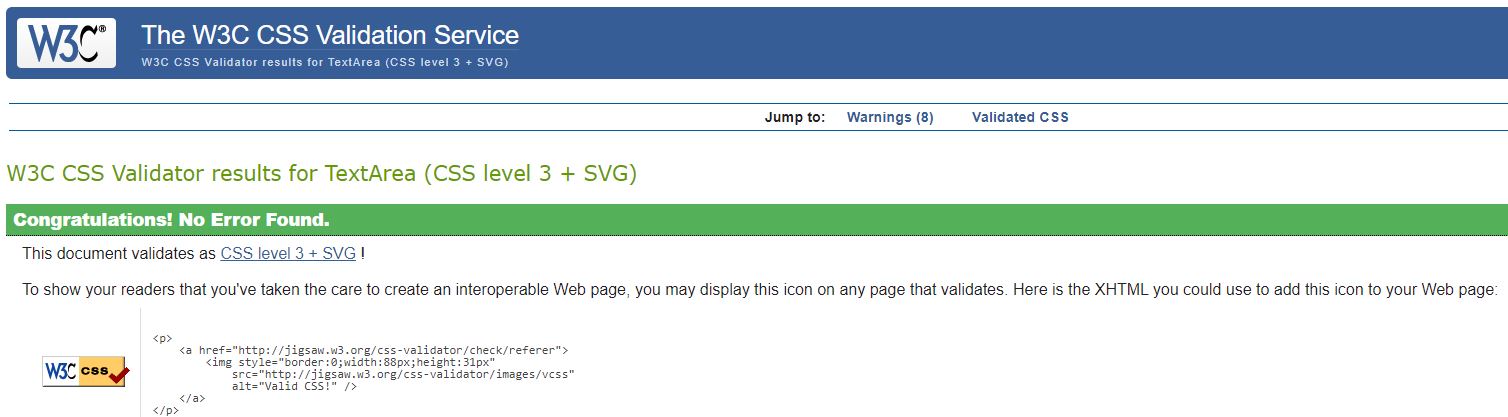 W3C®
The W3C CSS Validation Service
W3C CSS Validator results for TextArea (CSS level 3 + SVG)
Jump to: Warnings (8) Validated CSS
W3C CSS Validator results for TextArea (CSS level 3 + SVG)
Congratulations! No Error Found.
This document validates as CSS level 3 + SVG !
To show your readers that you've taken the care to create an interoperable Web page, you may display this icon on any page that validates. Here is the XHTML you could use to add this icon to your Web page:
W3C css
<p>
<a href="http://jigsaw.w3.org/css-validator/check/referer">
<img style="border:0;width:88px;height:31px"
src="http://jigsaw.w3.org/css-validator/images/vcss"
alt="Valid CSS!" />
</a>
</p>